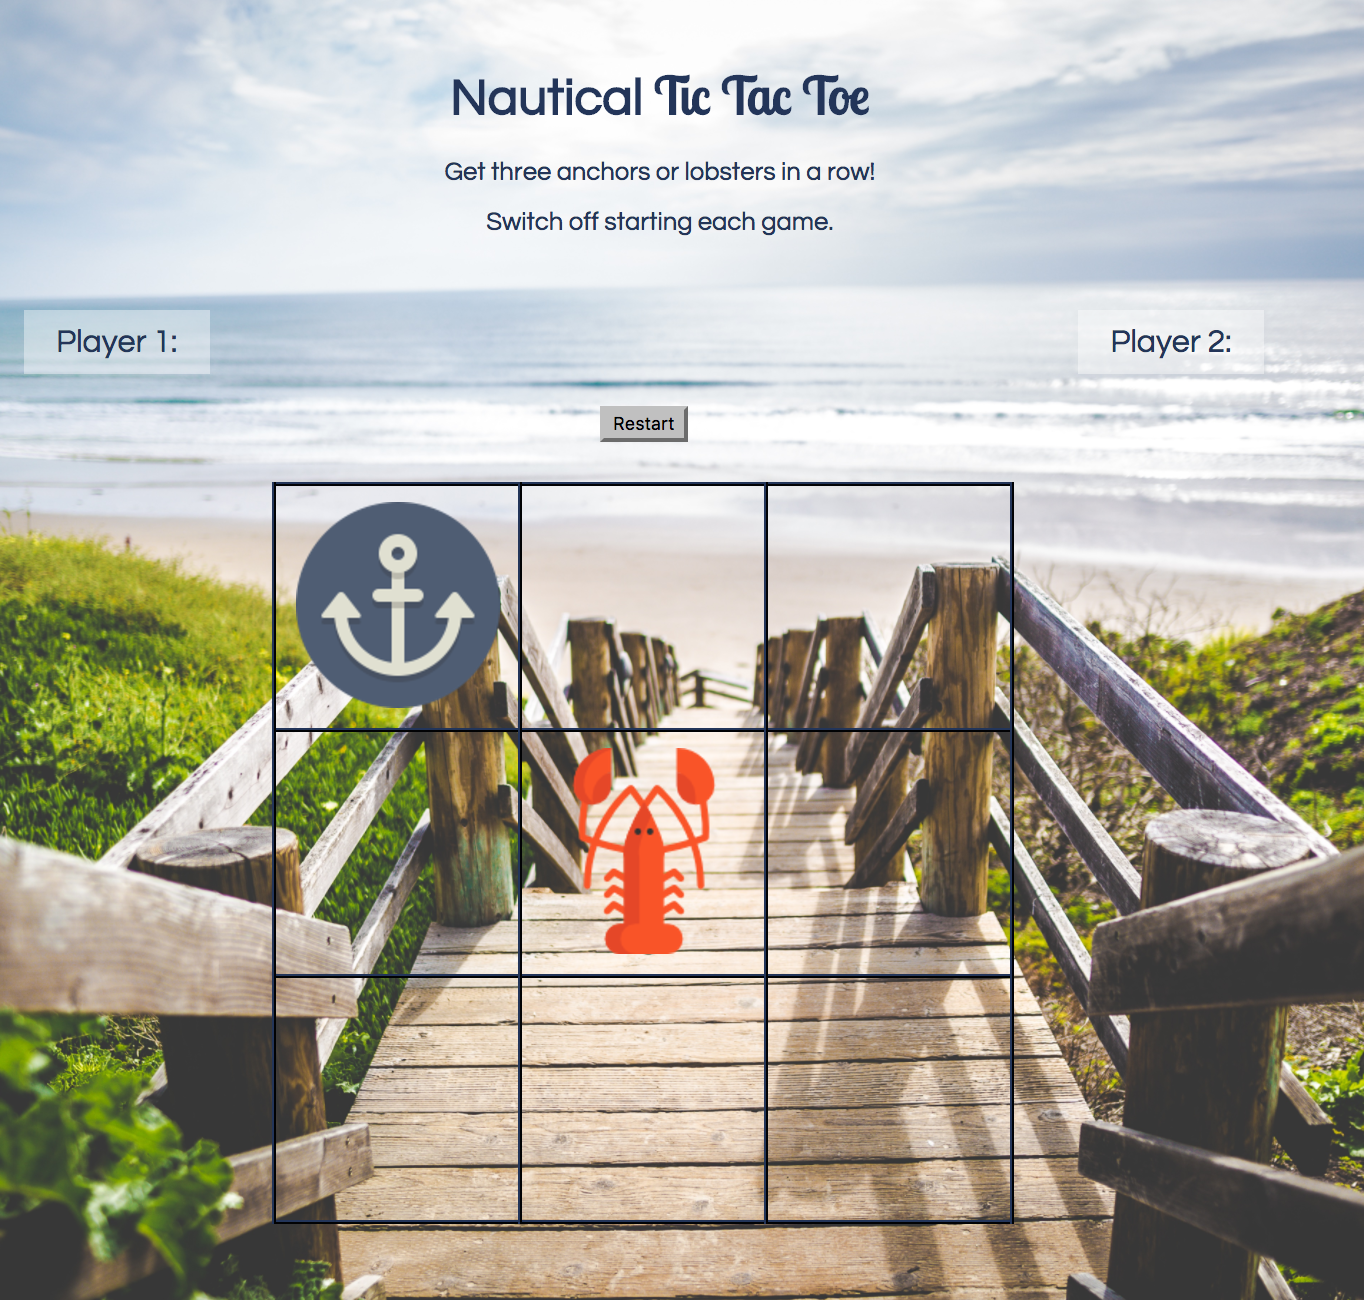 Nautical Tic Tac Toe
Get three anchors or lobsters in a row!
Switch off starting each game.
Player 1:
Player 2:
Restart